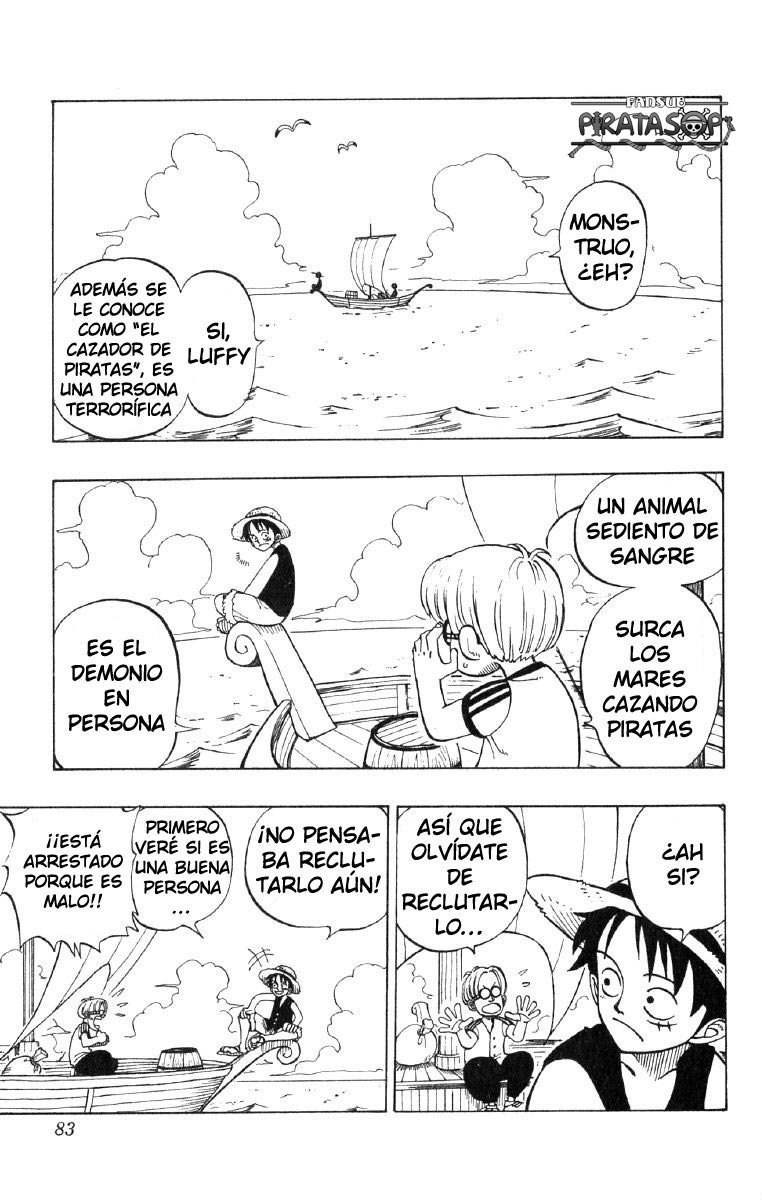 FANSUB
PIRATASOP
MONS-
TRUO,
¿EH?
SI,
LUFFY
ADEMÁS SE
LE CONOCE
COMO "EL
CAZADOR DE
PIRATAS", ES
UNA PERSONA
TERRORÍFICA
UN ANIMAL
SEDIENTO DE
SANGRE
SURCA
LOS
MARES
CAZANDO
PIRATAS
ES EL
DEMONIO
EN
PERSONA
¿AH
SI?
ASÍ QUE
OLVÍDATE
DE
RECLUTAR-
LO...
¡NO PENSA-
BA RECLU-
TARLO AÚN!
PRIMERO
VERÉ SI ES
UNA BUENA
PERSONA
...
¡¡ESTÁ
ARRESTADO
PORQUE ES
MALO!!
83